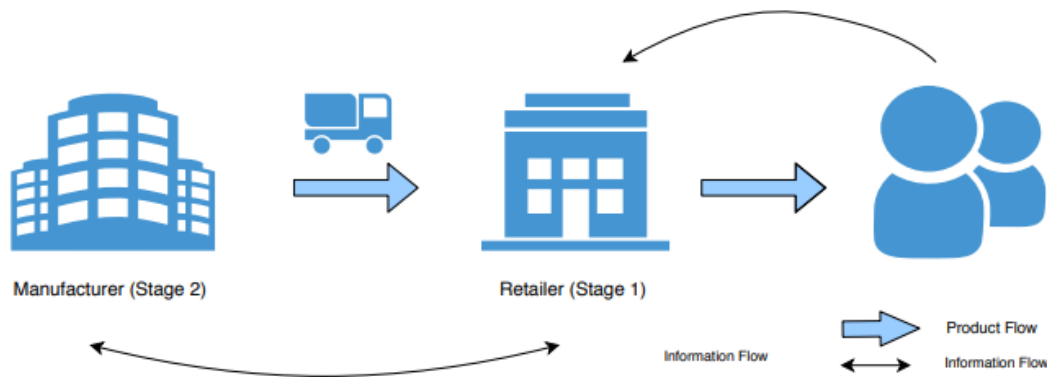 Manufacturer (Stage 2)
Retailer (Stage 1)
Product Flow
Information Flow
Information Flow